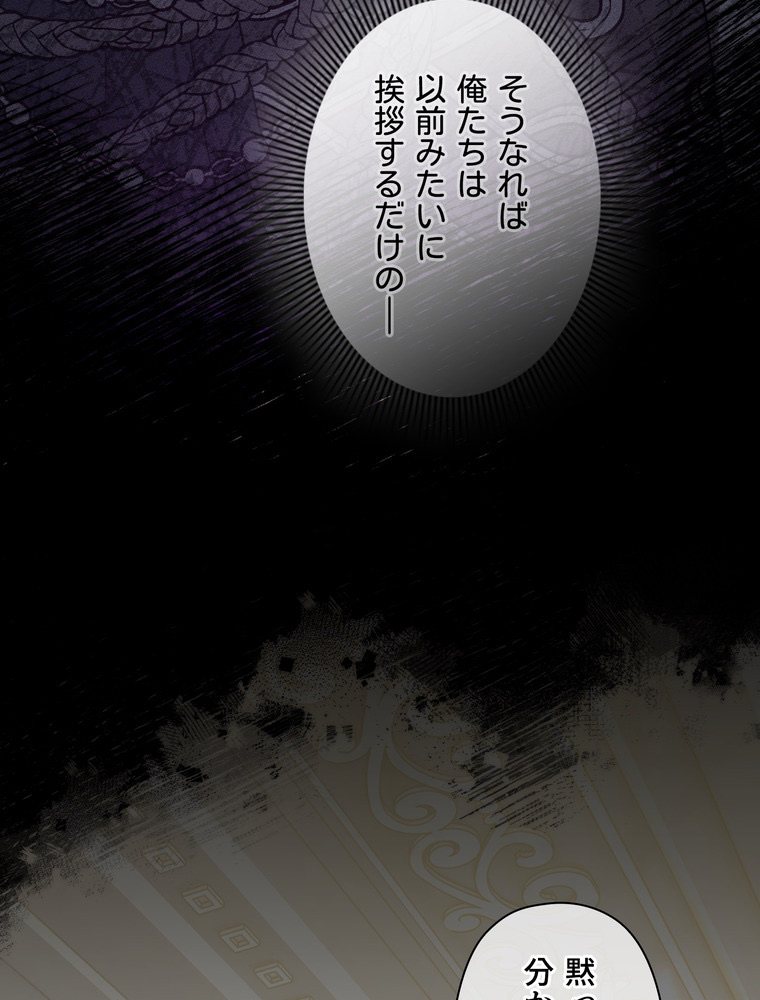 そうなれば
俺たちは
以前みたいに
挨拶するだけの―
黙
分